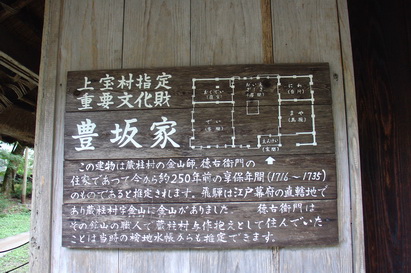 上宝村指定
重要文化財
豊坂家
この建物は蔵柱村の金山師、徳右衛門の
住家であつて今から約250年前の享保年間(1716〜1735)
のものであると推定されます。飛騨は江戸幕府の直轄地で
あり蔵柱村字金山に金山がありました。 徳右衛門は
その鉱山の職人で蔵柱村与作抱えとして住んでいた
ことは当時の検地水帳からも推定できます。